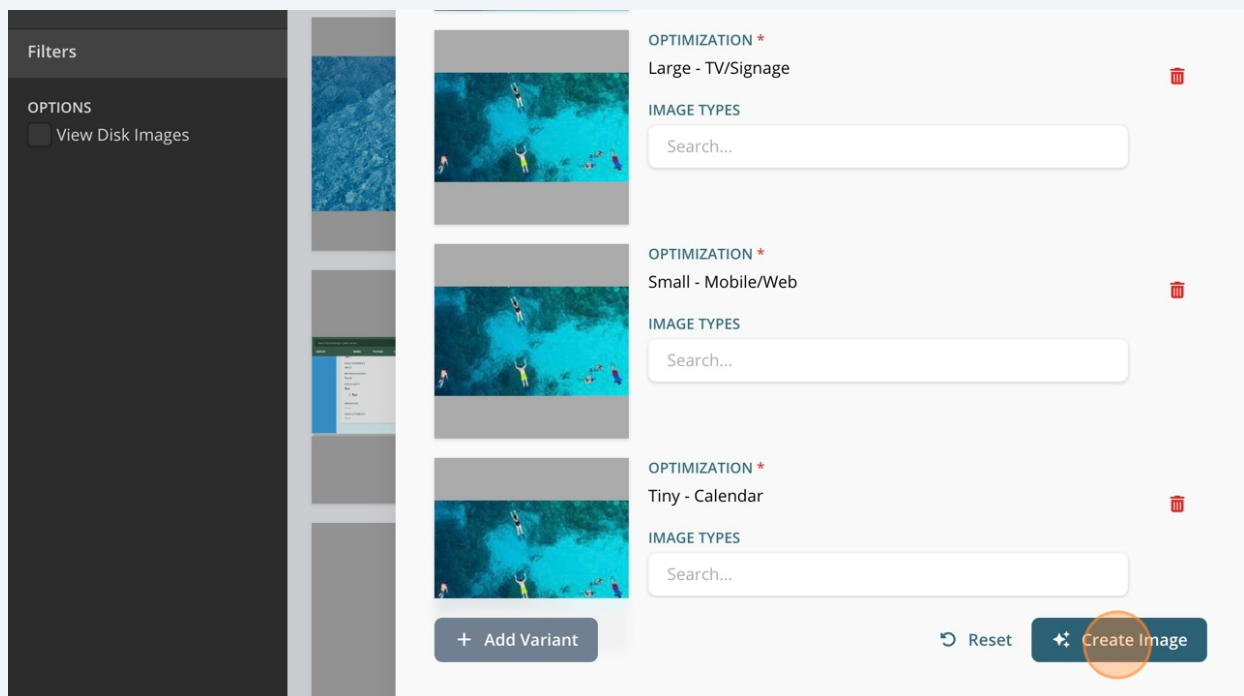 Filters
OPTIONS
View Disk Images
OPTIMIZATION *
Large - TV/Signage
IMAGE TYPES
Search...
OPTIMIZATION *
Small - Mobile/Web
IMAGE TYPES
Search...
OPTIMIZATION *
Tiny - Calendar
IMAGE TYPES
Search...
+ Add Variant
Reset
Create Image